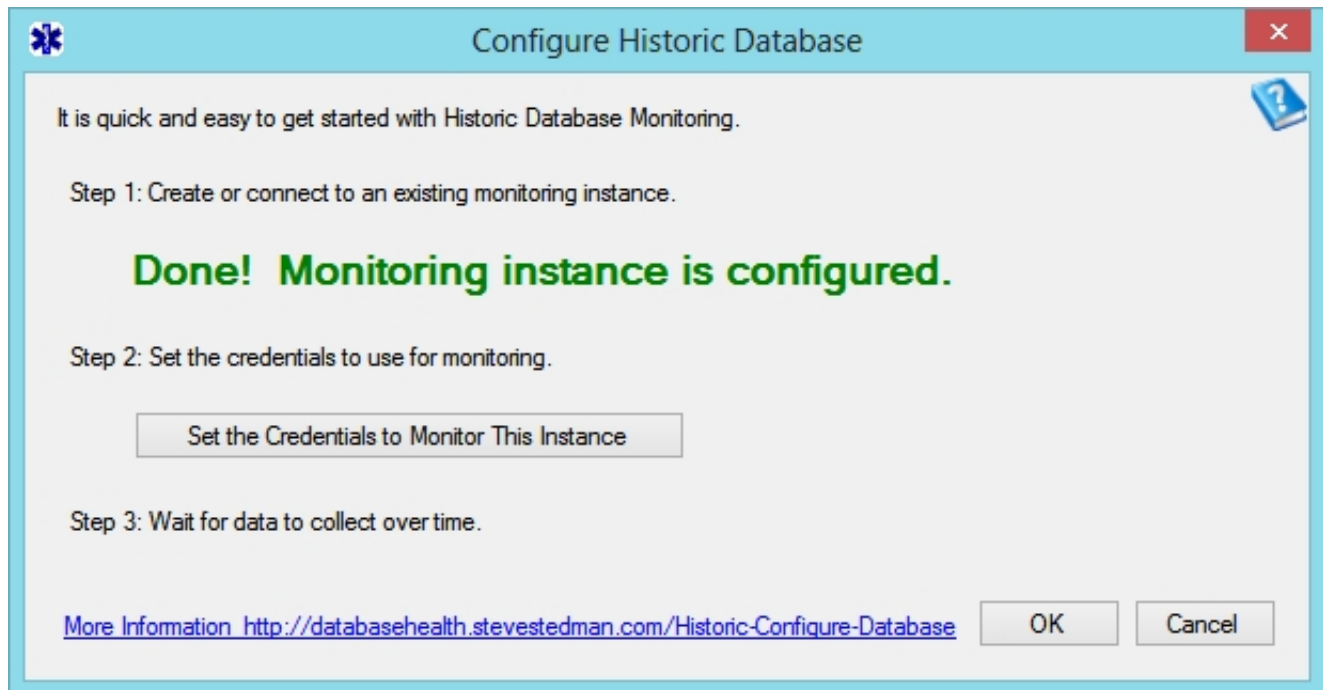 Configure Historic Database
It is quick and easy to get started with Historic Database Monitoring.
Step 1: Create or connect to an existing monitoring instance.
Done!  Monitoring instance is configured.
Step 2: Set the credentials to use for monitoring.
Set the Credentials to Monitor This Instance
Step 3: Wait for data to collect over time.
More Information  http://databasehealth.stevestedman.com/Historic-Configure-Database
OK
Cancel